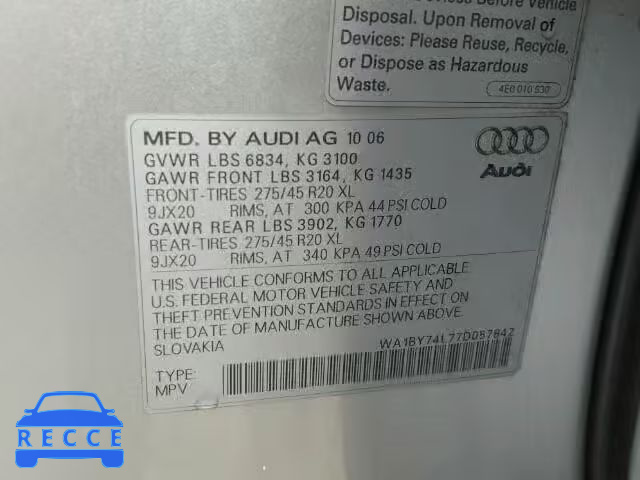 Devices Before Vehicle
Disposal. Upon Removal of
Devices: Please Reuse, Recycle,
or Dispose as Hazardous
Waste.
4E0 010 530
MFD. BY AUDI AG 10 06
GVWR LBS 6834, KG 3100
GAWR FRONT LBS 3164, KG 1435
FRONT-TIRES 275/45 R20 XL
9JX20 RIMS, AT 300 KPA 44 PSI COLD
GAWR REAR LBS 3902, KG 1770
REAR-TIRES 275/45 R20 XL
9JX20 RIMS, AT 340 KPA 49 PSI COLD
Audi
THIS VEHICLE CONFORMS TO ALL APPLICABLE
U.S. FEDERAL MOTOR VEHICLE SAFETY AND
THEFT PREVENTION STANDARDS IN EFFECT ON
THE DATE OF MANUFACTURE SHOWN ABOVE.
SLOVAKIA
WA1BY74L77D057842
TYPE:
MPV
RECCE